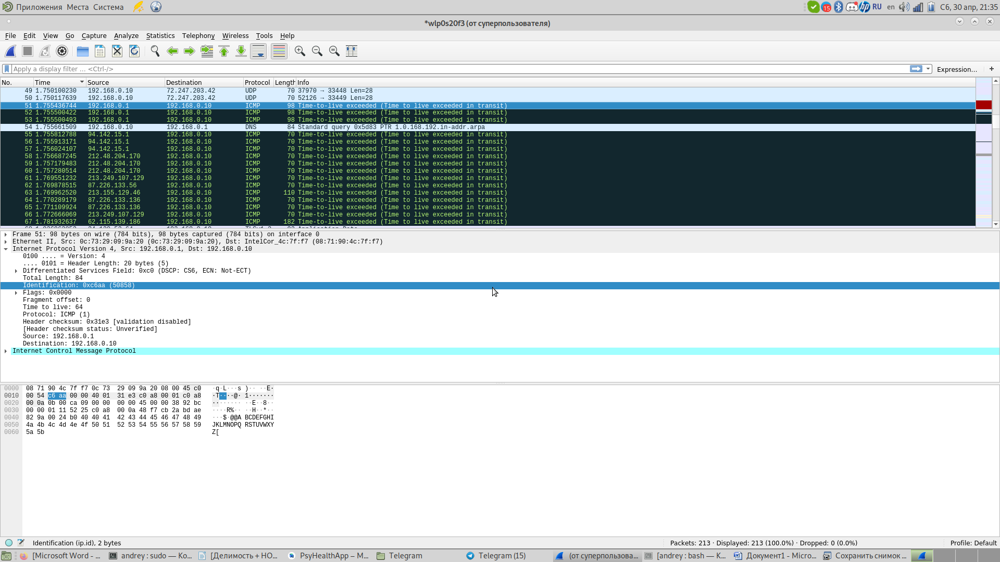 Приложения Места Система
15
hp RU en Сб, 30 апр, 21:35
*wlp0s20f3 (от суперпользователя)
File Edit View Go Capture Analyze Statistics Telephony Wireless Tools Help
Apply a display filter ... <Ctrl-/> Expression... +
No. Time Source Destination Protocol Length Info
49 1.750100230 192.168.0.10 72.247.203.42 UDP 70 37970 → 33448 Len=28
50 1.750117639 192.168.0.10 72.247.203.42 UDP 70 52126 → 33449 Len=28
51 1.755436744 192.168.0.1 192.168.0.10 ICMP 98 Time-to-live exceeded (Time to live exceeded in transit)
52 1.755500422 192.168.0.1 192.168.0.10 ICMP 98 Time-to-live exceeded (Time to live exceeded in transit)
53 1.755500493 192.168.0.1 192.168.0.10 ICMP 98 Time-to-live exceeded (Time to live exceeded in transit)
54 1.755661509 192.168.0.10 192.168.0.1 DNS 84 Standard query 0x5d83 PTR 1.0.168.192.in-addr.arpa
55 1.755812788 94.142.15.1 192.168.0.10 ICMP 70 Time-to-live exceeded (Time to live exceeded in transit)
56 1.755913171 94.142.15.1 192.168.0.10 ICMP 70 Time-to-live exceeded (Time to live exceeded in transit)
57 1.756024107 94.142.15.1 192.168.0.10 ICMP 70 Time-to-live exceeded (Time to live exceeded in transit)
58 1.756687245 212.48.204.170 192.168.0.10 ICMP 70 Time-to-live exceeded (Time to live exceeded in transit)
59 1.757179483 212.48.204.170 192.168.0.10 ICMP 70 Time-to-live exceeded (Time to live exceeded in transit)
60 1.757280514 212.48.204.170 192.168.0.10 ICMP 70 Time-to-live exceeded (Time to live exceeded in transit)
61 1.769551232 213.249.107.129 192.168.0.10 ICMP 70 Time-to-live exceeded (Time to live exceeded in transit)
62 1.769878515 87.226.133.56 192.168.0.10 ICMP 70 Time-to-live exceeded (Time to live exceeded in transit)
63 1.769962520 213.155.129.46 192.168.0.10 ICMP 110 Time-to-live exceeded (Time to live exceeded in transit)
64 1.770289179 87.226.133.136 192.168.0.10 ICMP 70 Time-to-live exceeded (Time to live exceeded in transit)
65 1.771109924 87.226.133.136 192.168.0.10 ICMP 70 Time-to-live exceeded (Time to live exceeded in transit)
66 1.772666069 213.249.107.129 192.168.0.10 ICMP 70 Time-to-live exceeded (Time to live exceeded in transit)
67 1.781932637 62.115.139.186 192.168.0.10 ICMP 182 Time-to-live exceeded (Time to live exceeded in transit)
Frame 51: 98 bytes on wire (784 bits), 98 bytes captured (784 bits) on interface 0
Ethernet II, Src: 0c:73:29:09:9a:20 (0c:73:29:09:9a:20), Dst: IntelCor_4c:7f:f7 (08:71:90:4c:7f:f7)
Internet Protocol Version 4, Src: 192.168.0.1, Dst: 192.168.0.10
0100 .... = Version: 4
.... 0101 = Header Length: 20 bytes (5)
Differentiated Services Field: 0xc0 (DSCP: CS6, ECN: Not-ECT)
Total Length: 84
Identification: 0xc6aa (50858)
Flags: 0x0000
Fragment offset: 0
Time to live: 64
Protocol: ICMP (1)
Header checksum: 0x31e3 [validation disabled]
[Header checksum status: Unverified]
Source: 192.168.0.1
Destination: 192.168.0.10
Internet Control Message Protocol
0000 08 71 90 4c 7f f7 0c 73 29 09 9a 20 08 00 45 c0 ·q·L···s )·· ··E·
0010 00 54 c6 aa 00 00 40 01 31 e3 c0 a8 00 01 c0 a8 ·T····@· 1·······
0020 00 0a 0b 00 ca 09 00 00 00 00 45 00 00 38 92 bc ········ ··E··8··
0030 00 00 01 11 52 25 c0 a8 00 0a 48 f7 cb 2a bd ae ····R%·· ··H··*··
0040 82 9a 00 24 b0 40 40 41 42 43 44 45 46 47 48 49 ···$·@@A BCDEFGHI
0050 4a 4b 4c 4d 4e 4f 50 51 52 53 54 55 56 57 58 59 JKLMNOPQ RSTUVWXY
0060 5a 5b Z[
Identification (ip.id), 2 bytes Packets: 213 · Displayed: 213 (100.0%) · Dropped: 0 (0.0%) Profile: Default
[Microsoft Word - ... andrey : sudo — Ko... [Делимость + НО... PsyHealthApp – M... Telegram Telegram (15) (от суперпользова... [andrey : bash — K... Документ1 - Micro... Сохранить снимок ...